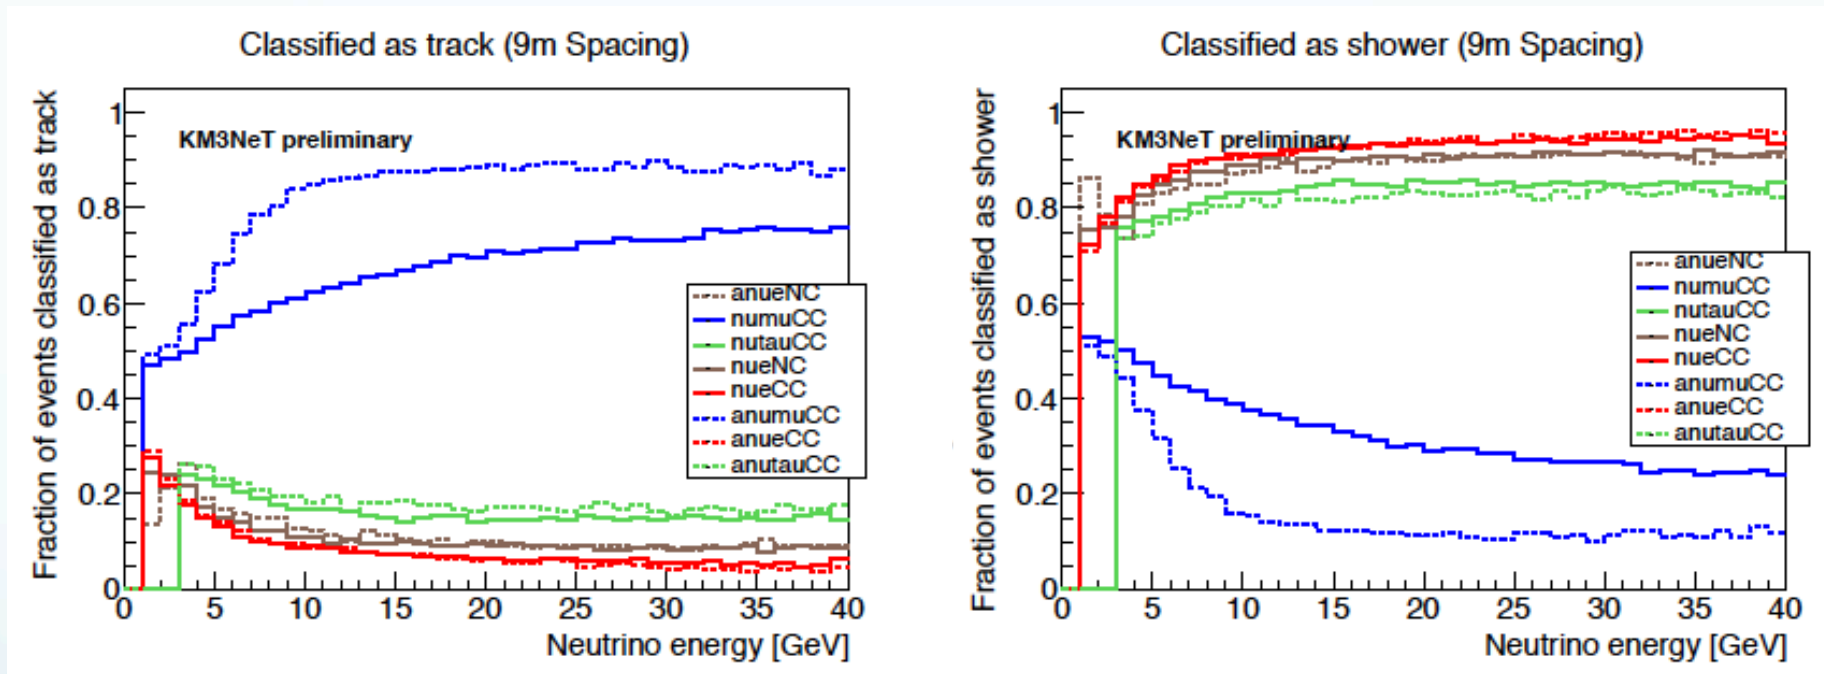 Classified as track (9m Spacing)
Fraction of events classified as track
1
0.8
0.6
0.4
0.2
0
KM3NeT preliminary
anueNC
numuCC
nutauCC
nueNC
nueCC
anumuCC
anueCC
anutauCC
0 5 10 15 20 25 30 35 40
Neutrino energy [GeV]
Classified as shower (9m Spacing)
Fraction of events classified as shower
1
0.8
0.6
0.4
0.2
0
KM3NeT preliminary
anueNC
numuCC
nutauCC
nueNC
nueCC
anumuCC
anueCC
anutauCC
0 5 10 15 20 25 30 35 40
Neutrino energy [GeV]